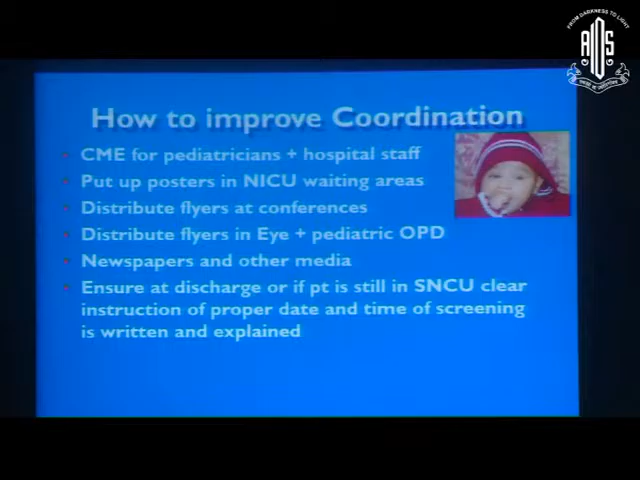 FROM DARKNESS TO LIGHT
AIOS
How to improve Coordination
CME for pediatricians + hospital staff
Put up posters in NICU waiting areas
Distribute flyers at conferences
Distribute flyers in Eye + pediatric OPD
Newspapers and other media
Ensure at discharge or if pt is still in SNCU clear
instruction of proper date and time of screening
is written and explained